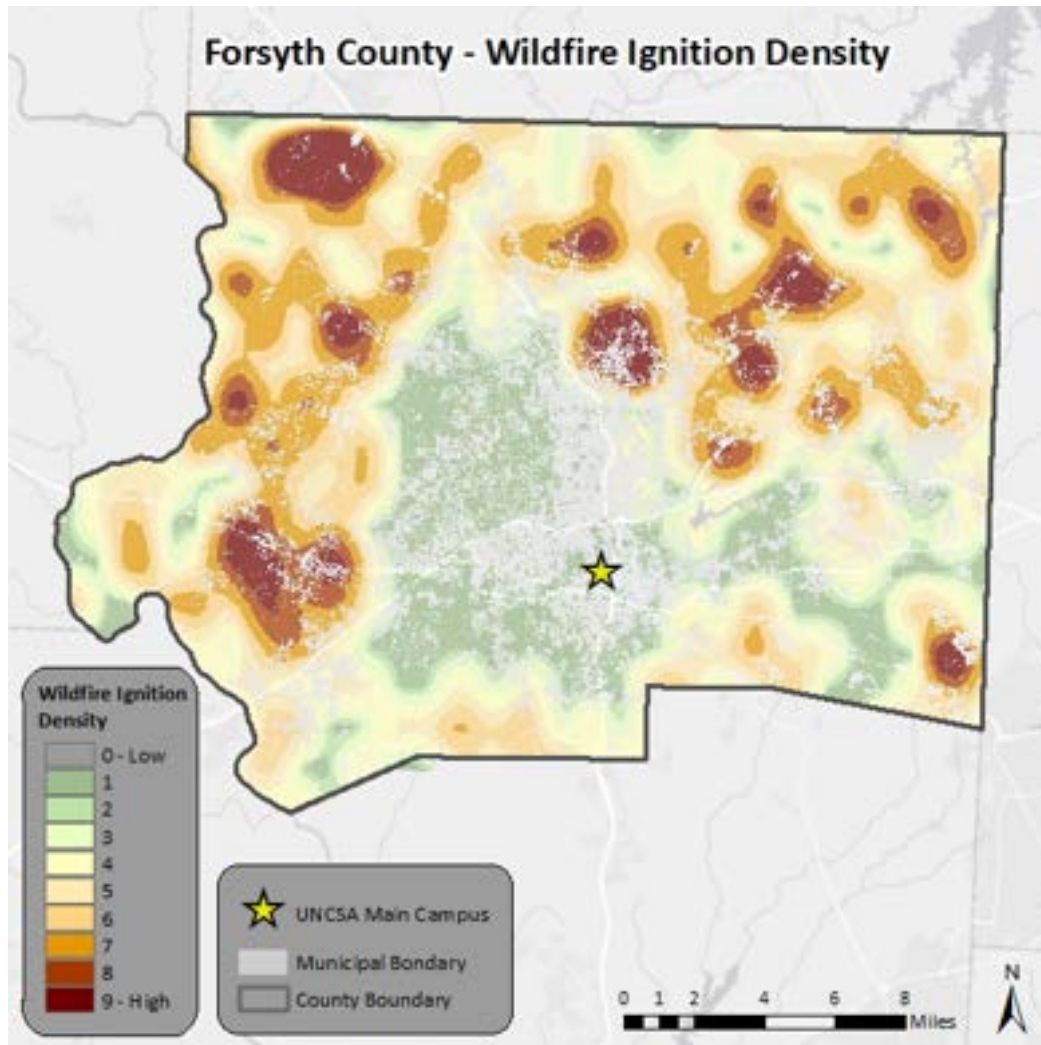 Forsyth County - Wildfire Ignition Density
Wildfire Ignition
Density
0 - Low
1
2
3
4
5
6
7
8
9 - High
UNCSA Main Campus
Municipal Bondary
County Boundary
0 1 2 4 6 8
Miles
N